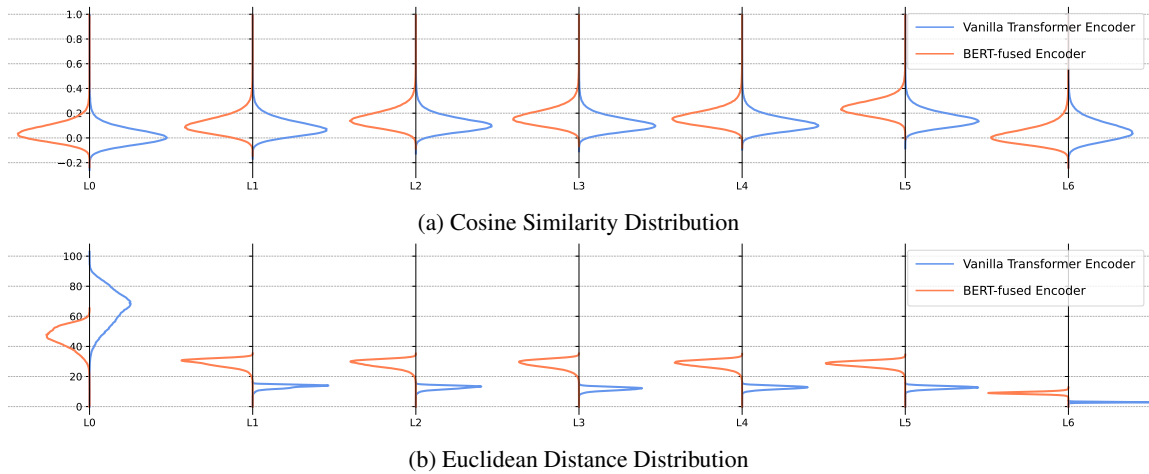 1.0
0.8
0.6
0.4
0.2
0.0
−0.2
Vanilla Transformer Encoder
BERT-fused Encoder
L0 L1 L2 L3 L4 L5 L6
(a) Cosine Similarity Distribution
100
80
60
40
20
0
Vanilla Transformer Encoder
BERT-fused Encoder
L0 L1 L2 L3 L4 L5 L6
(b) Euclidean Distance Distribution